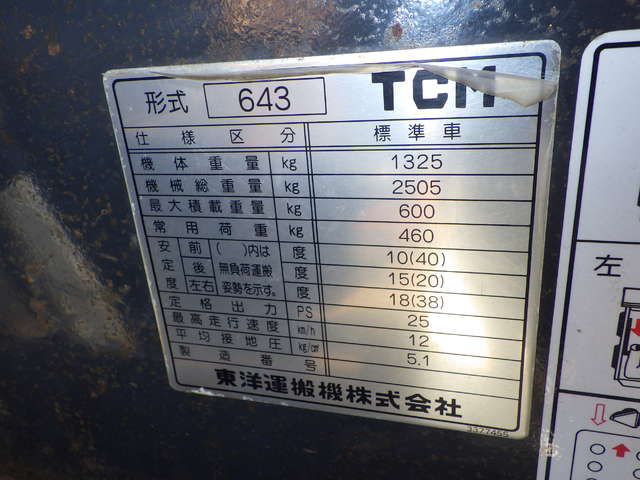 形式 643 TCM
仕様区分 標準車
機体重量 kg 1325
機械総重量 kg 2505
最大積載重量 kg 600
常用荷重 kg 460
安定度 前 ( )内は無負荷運搬姿勢を示す。 度 10(40)
後 度 15(20)
左右 度 18(38)
定格出力 PS 25
最高走行速度 km/h 12
平均接地圧 kg/cm² 5.1
製造番号
東洋運搬機株式会社
左